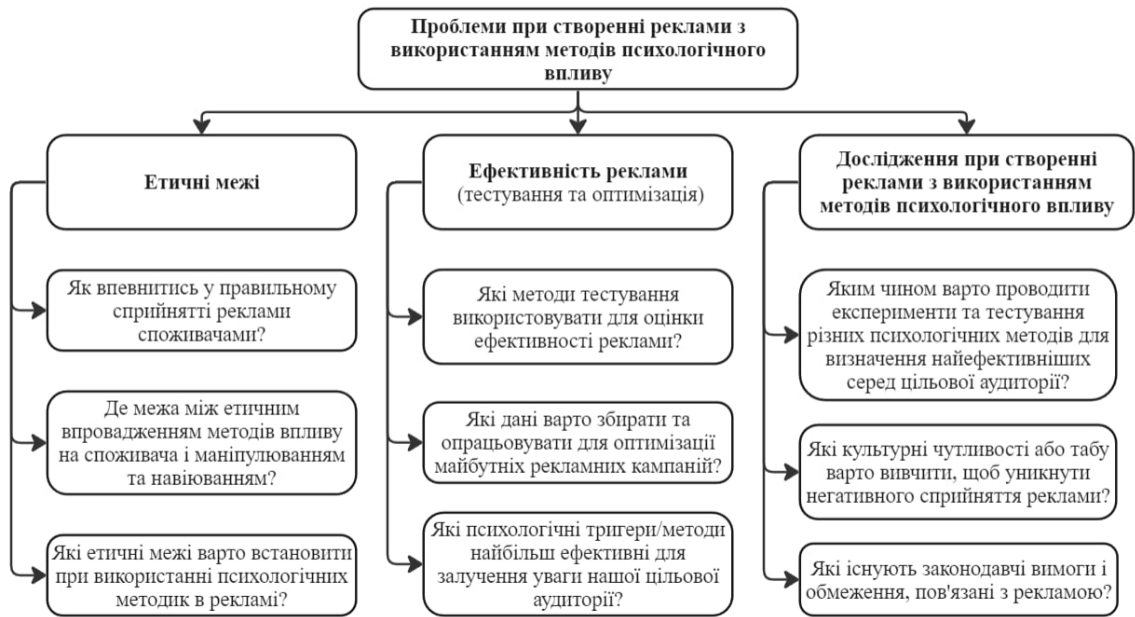 Проблеми при створенні реклами з
використанням методів психологічного
впливу
Етичні межі
Як впевнитись у правильному
сприйнятті реклами
споживачами?
Де межа між етичним
впровадженням методів впливу
на споживача і маніпулюванням
та навіюванням?
Які етичні межі варто встановити
при використанні психологічних
методик в рекламі?
Ефективність реклами
(тестування та оптимізація)
Які методи тестування
використовувати для оцінки
ефективності реклами?
Які дані варто збирати та
опрацьовувати для оптимізації
майбутніх рекламних кампаній?
Які психологічні тригери/методи
найбільш ефективні для
залучення уваги нашої цільової
аудиторії?
Дослідження при створенні
реклами з використанням
методів психологічного впливу
Яким чином варто проводити
експерименти та тестування
різних психологічних методів для
визначення найефективніших
серед цільової аудиторії?
Які культурні чутливості або табу
варто вивчити, щоб уникнути
негативного сприйняття реклами?
Які існують законодавчі вимоги і
обмеження, пов'язані з рекламою?